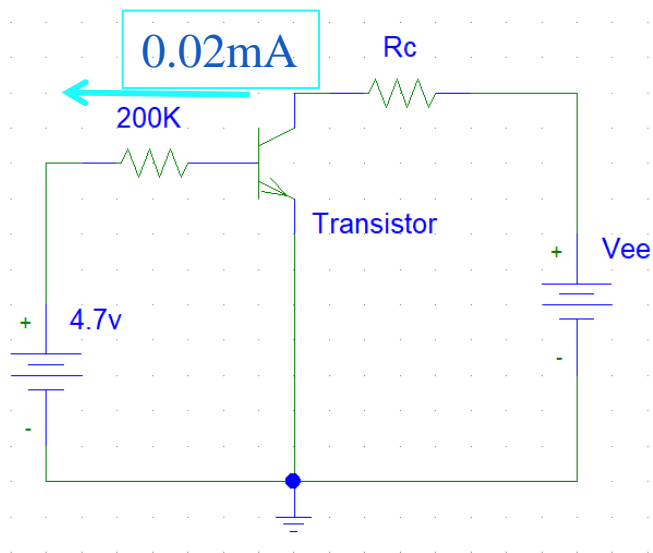 0.02mA
Rc
200K
Transistor
+
Vee
-
+
4.7v
-